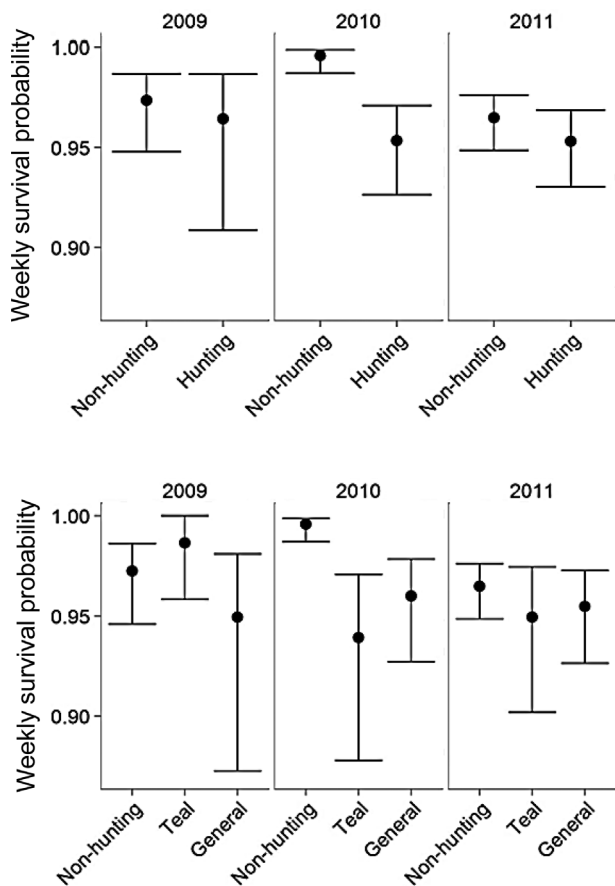 2009 2010 2011
Weekly survival probability
1.00
0.95
0.90
Non-hunting Hunting Non-hunting Hunting Non-hunting Hunting
2009 2010 2011
Weekly survival probability
1.00
0.95
0.90
Non-hunting Teal General Non-hunting Teal General Non-hunting Teal General